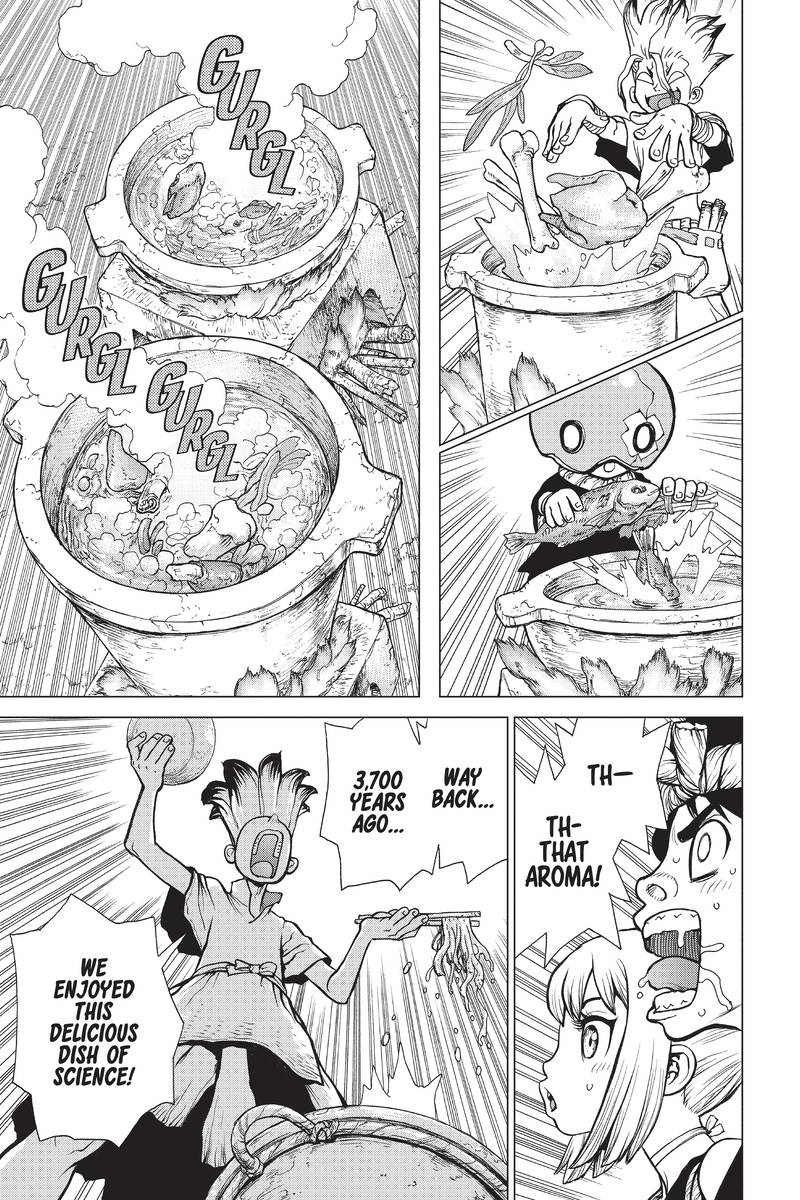 GURGL
GURGL
GURGL
TH—
TH-
THAT
AROMA!
WAY
BACK...
3,700
YEARS
AGO...
WE
ENJOYED
THIS
DELICIOUS
DISH OF
SCIENCE!